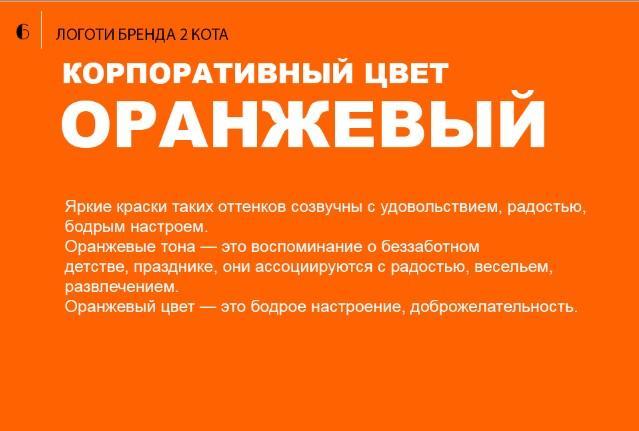 6
ЛОГОТИ БРЕНДА 2 КОТА
КОРПОРАТИВНЫЙ ЦВЕТ
ОРАНЖЕВЫЙ
Яркие краски таких оттенков созвучны с удовольствием, радостью,
бодрым настроем.
Оранжевые тона — это воспоминание о беззаботном
детстве, празднике, они ассоциируются с радостью, весельем,
развлечением.
Оранжевый цвет — это бодрое настроение, доброжелательность.